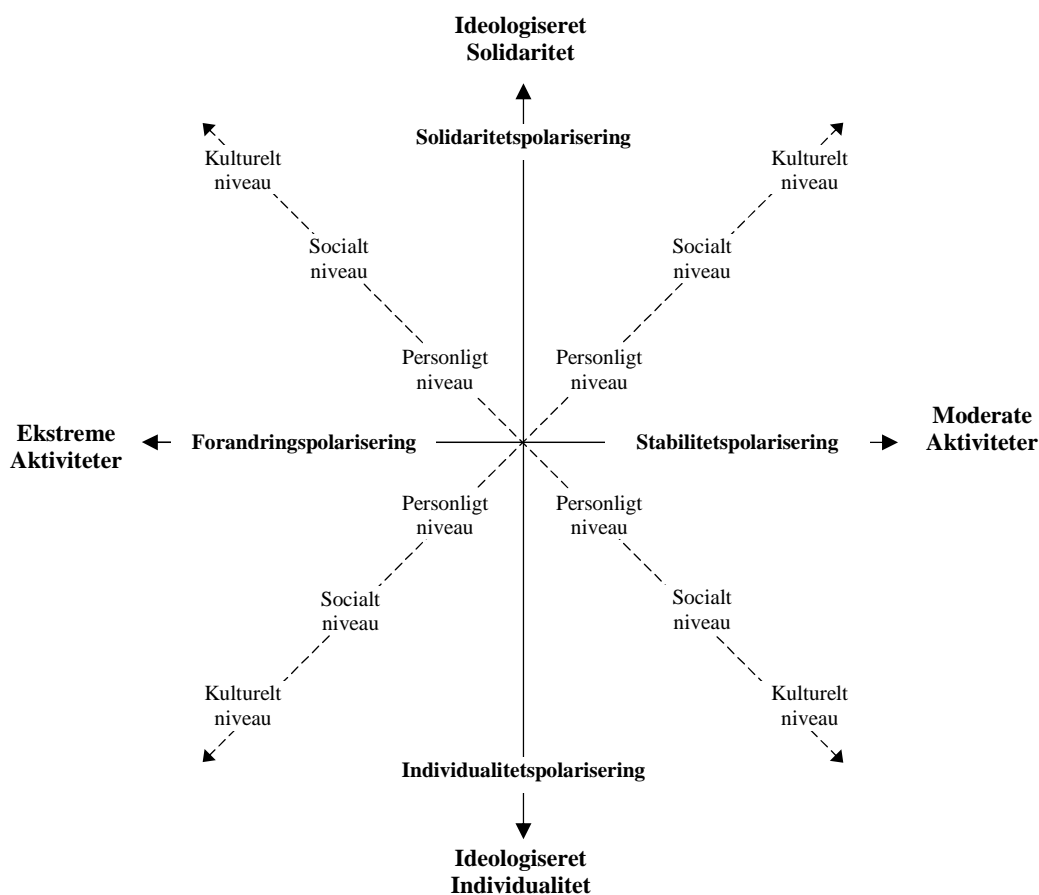 Ideologiseret
Solidaritet
Solidaritetspolarisering
Kulturelt
niveau
Kulturelt
niveau
Socialt
niveau
Socialt
niveau
Personligt
niveau
Personligt
niveau
Ekstreme
Aktiviteter
Forandringspolarisering
Stabilitetspolarisering
Moderate
Aktiviteter
Personligt
niveau
Personligt
niveau
Socialt
niveau
Socialt
niveau
Kulturelt
niveau
Kulturelt
niveau
Individualitetspolarisering
Ideologiseret
Individualitet